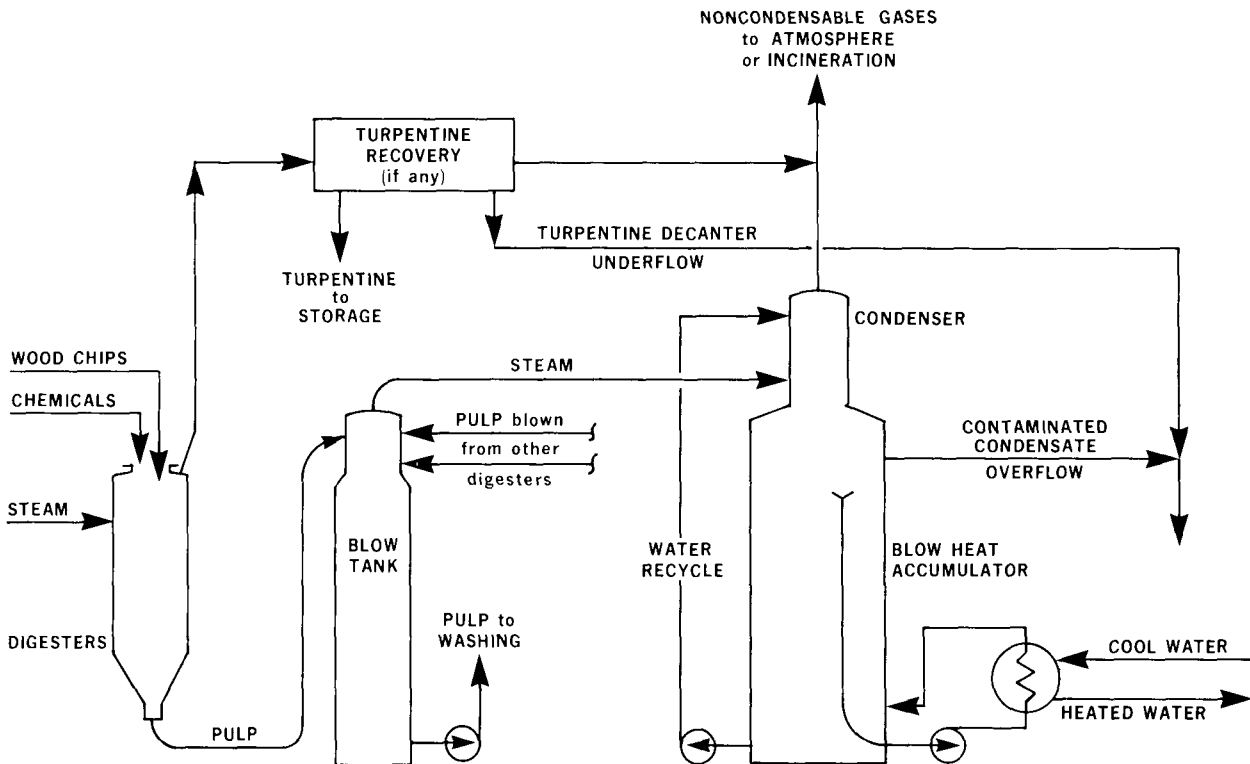 NONCONDENSABLE GASES
to ATMOSPHERE
or INCINERATION
TURPENTINE
RECOVERY
(if any)
TURPENTINE DECANTER
UNDERFLOW
TURPENTINE
to
STORAGE
CONDENSER
WOOD CHIPS
STEAM
CHEMICALS
PULP blown
from other
digesters
CONTAMINATED
CONDENSATE
OVERFLOW
STEAM
BLOW
TANK
WATER
RECYCLE
BLOW HEAT
ACCUMULATOR
DIGESTERS
PULP to
WASHING
COOL WATER
HEATED WATER
PULP